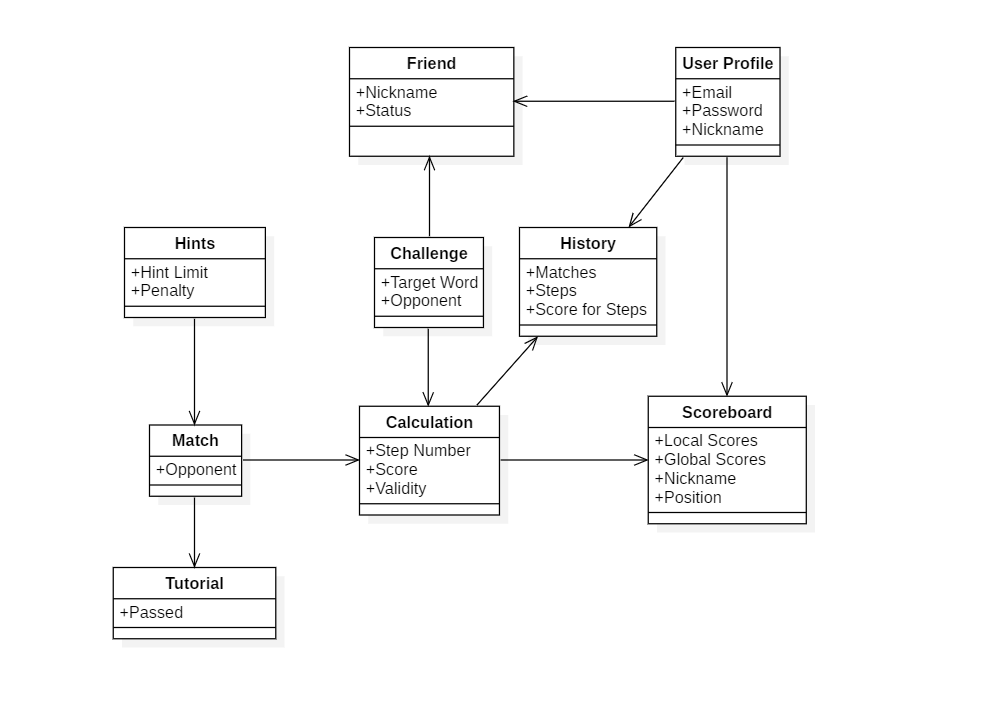 Friend
+Nickname
+Status
User Profile
+Email
+Password
+Nickname
Hints
+Hint Limit
+Penalty
Challenge
+Target Word
+Opponent
History
+Matches
+Steps
+Score for Steps
Match
+Opponent
Calculation
+Step Number
+Score
+Validity
Scoreboard
+Local Scores
+Global Scores
+Nickname
+Position
Tutorial
+Passed